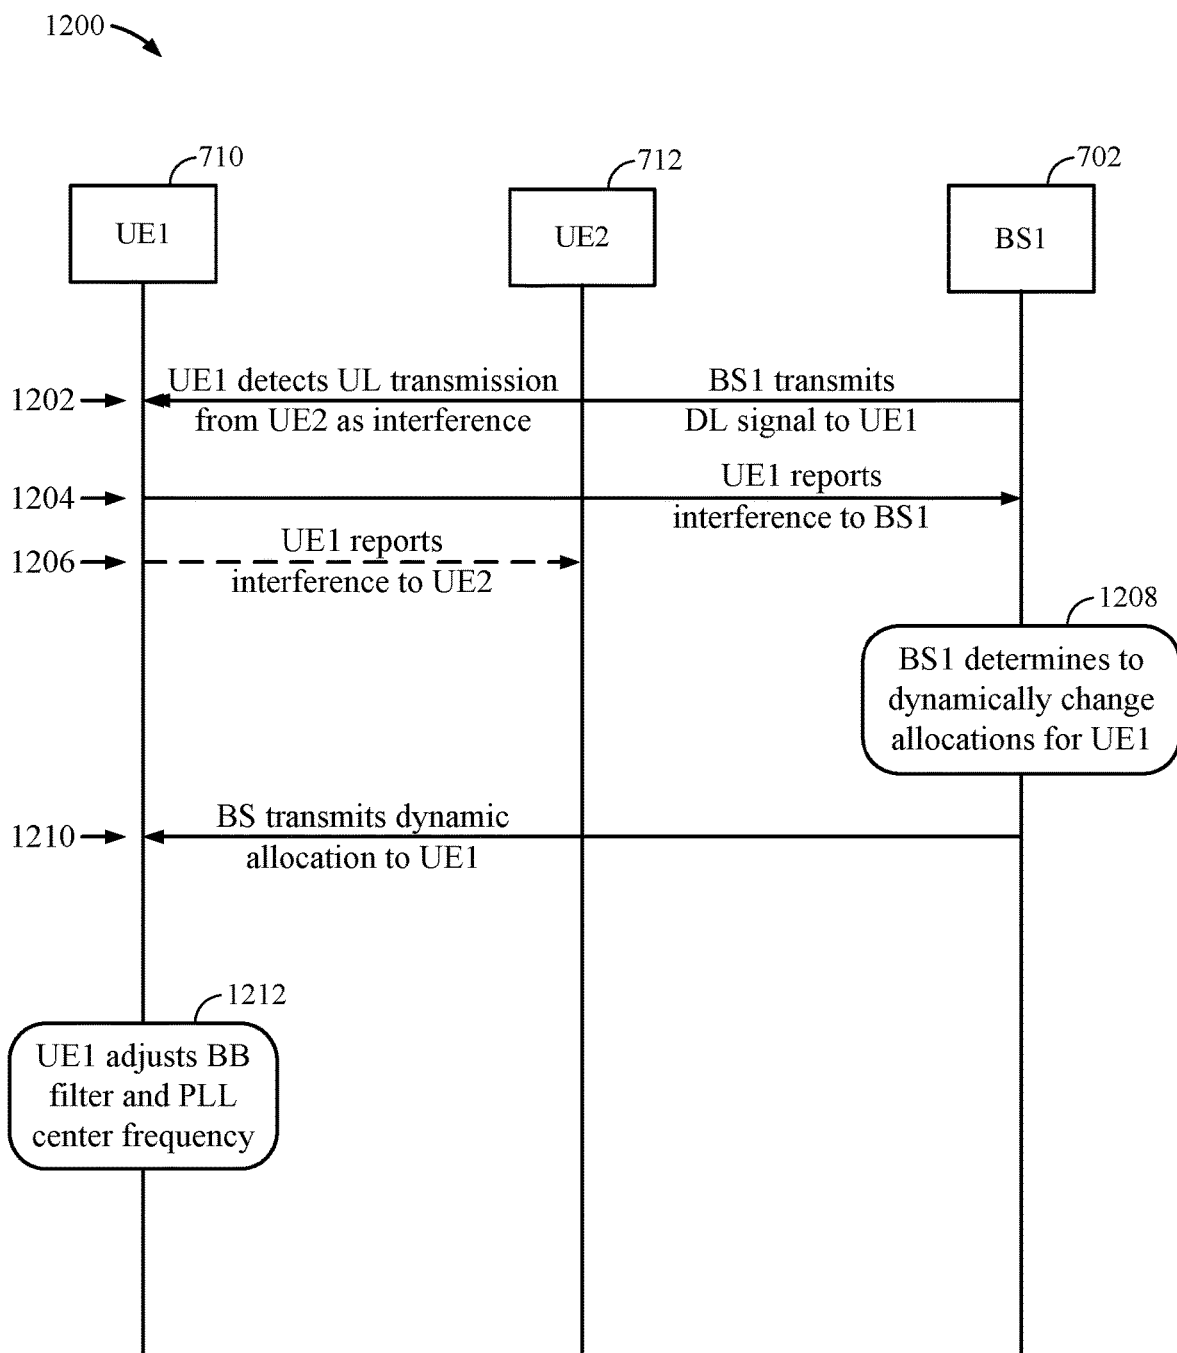 1200
710
712
702
UE1
UE2
BS1
1202
UE1 detects UL transmission
from UE2 as interference
BS1 transmits
DL signal to UE1
1204
UE1 reports
interference to BS1
1206
UE1 reports
interference to UE2
1208
BS1 determines to
dynamically change
allocations for UE1
1210
BS transmits dynamic
allocation to UE1
1212
UE1 adjusts BB
filter and PLL
center frequency